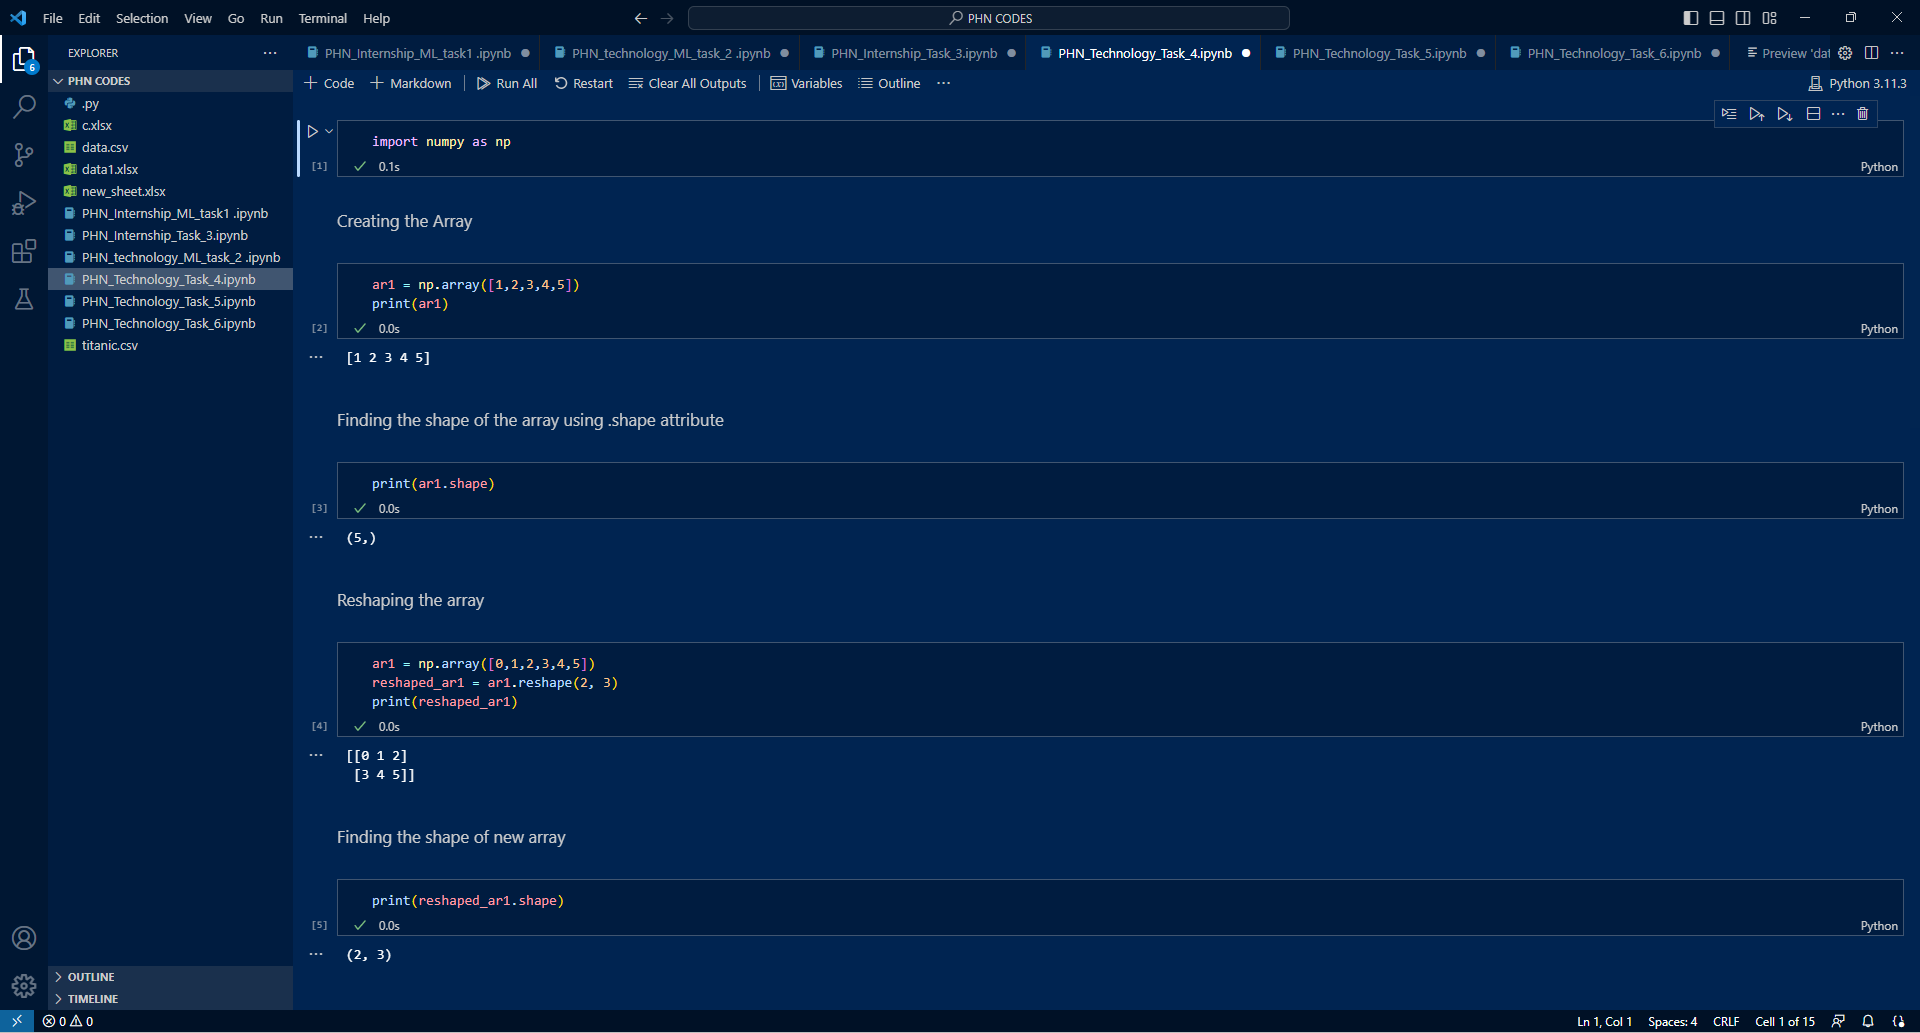 File Edit Selection View Go Run Terminal Help
PHN CODES
EXPLORER
PHN_Internship_ML_task1 .ipynb
PHN_technology_ML_task_2 .ipynb
PHN_Internship_Task_3.ipynb
PHN_Technology_Task_4.ipynb
PHN_Technology_Task_5.ipynb
PHN_Technology_Task_6.ipynb
Preview 'dat
6
PHN CODES
.py
c.xlsx
data.csv
data1.xlsx
new_sheet.xlsx
PHN_Internship_ML_task1 .ipynb
PHN_Internship_Task_3.ipynb
PHN_technology_ML_task_2 .ipynb
PHN_Technology_Task_4.ipynb
PHN_Technology_Task_5.ipynb
PHN_Technology_Task_6.ipynb
titanic.csv
OUTLINE
TIMELINE
Code Markdown Run All Restart Clear All Outputs Variables Outline
Python 3.11.3
import numpy as np
[1] 0.1s Python
Creating the Array
ar1 = np.array([1,2,3,4,5])
print(ar1)
[2] 0.0s Python
[1 2 3 4 5]
Finding the shape of the array using .shape attribute
print(ar1.shape)
[3] 0.0s Python
(5,)
Reshaping the array
ar1 = np.array([0,1,2,3,4,5])
reshaped_ar1 = ar1.reshape(2, 3)
print(reshaped_ar1)
[4] 0.0s Python
[[0 1 2]
[3 4 5]]
Finding the shape of new array
print(reshaped_ar1.shape)
[5] 0.0s Python
(2, 3)
0 0 Ln 1, Col 1 Spaces: 4 CRLF Cell 1 of 15